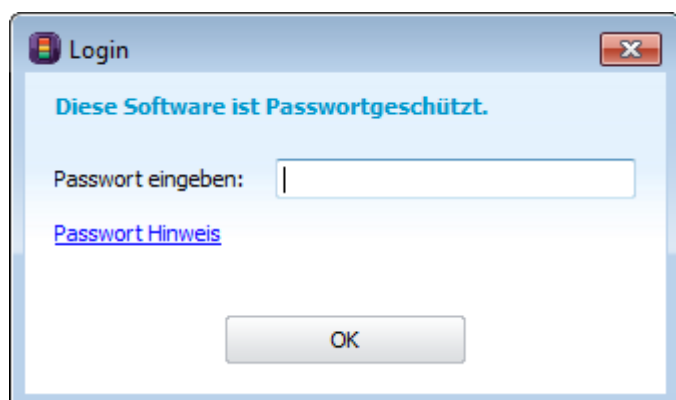 Login
Diese Software ist Passwortgeschützt.
Passwort eingeben:
Passwort Hinweis
OK